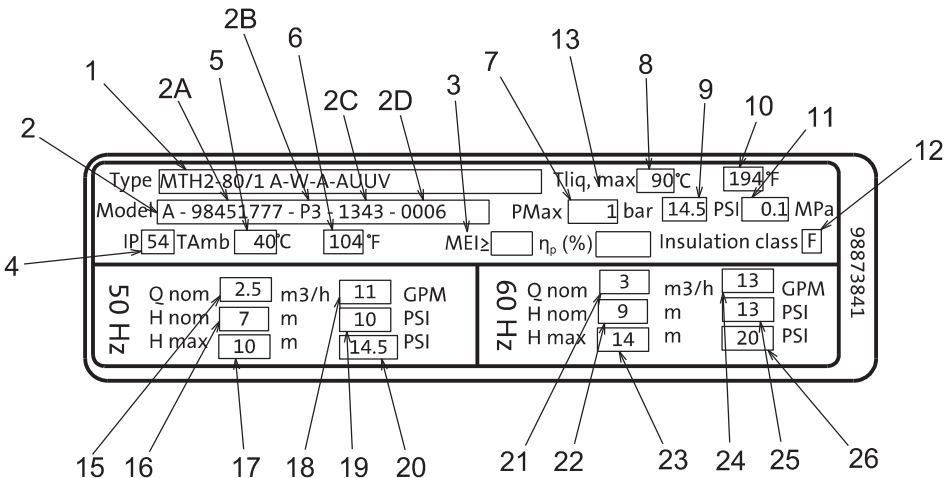 2B
13
5
6
7
8
1
2A
2C
2D
3
9
10
11
2
12
Type MTH2-80/1 A-W-A-AUUV Tliq, max 90°C 194°F
Model A - 98451777 - P3 - 1343 - 0006 PMax 1 bar 14.5 PSI 0.1 MPa
IP 54 TAmb 40°C 104°F MEI≥ ηp (%) Insulation class F
4
98873841
50 Hz
Q nom 2.5 m3/h 11 GPM
H nom 7 m 10 PSI
H max 10 m 14.5 PSI
60 Hz
Q nom 3 m3/h 13 GPM
H nom 9 m 13 PSI
H max 14 m 20 PSI
15 16 17 18 19 20 21 22 23 24 25 26